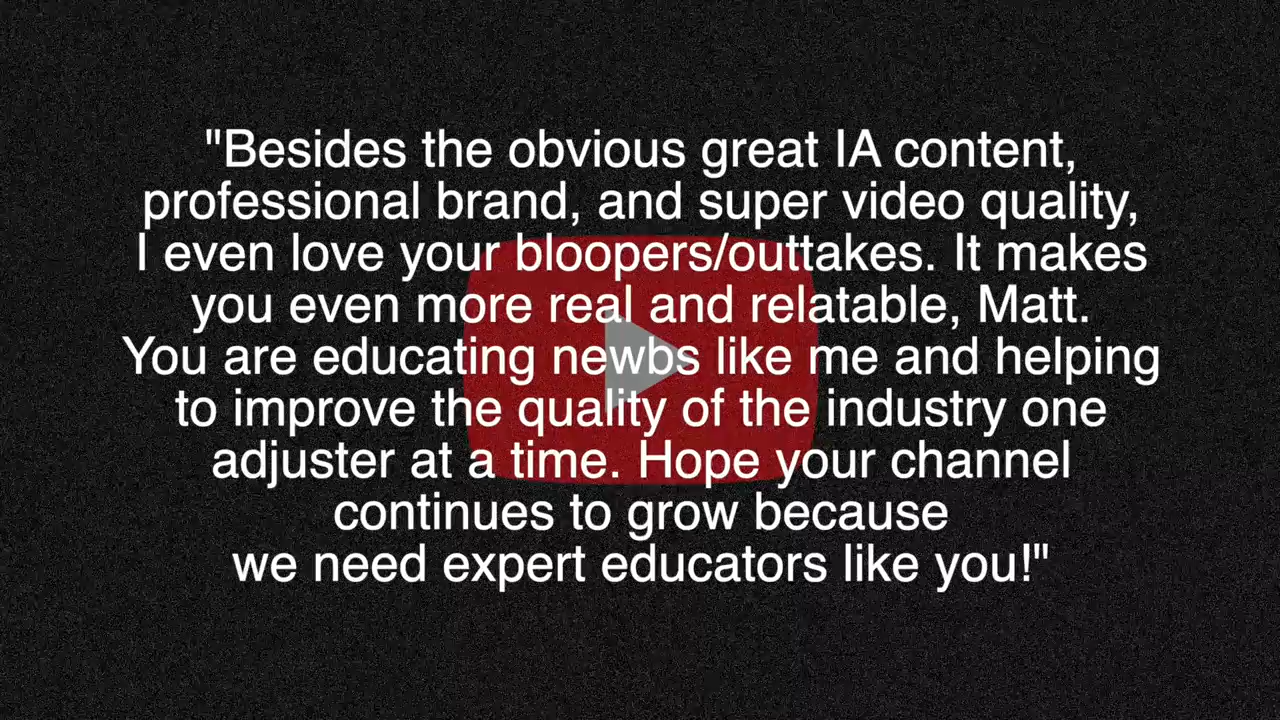 "Besides the obvious great IA content,
professional brand, and super video quality,
I even love your bloopers/outtakes. It makes
you even more real and relatable, Matt.
You are educating newbs like me and helping
to improve the quality of the industry one
adjuster at a time. Hope your channel
continues to grow because
we need expert educators like you!"